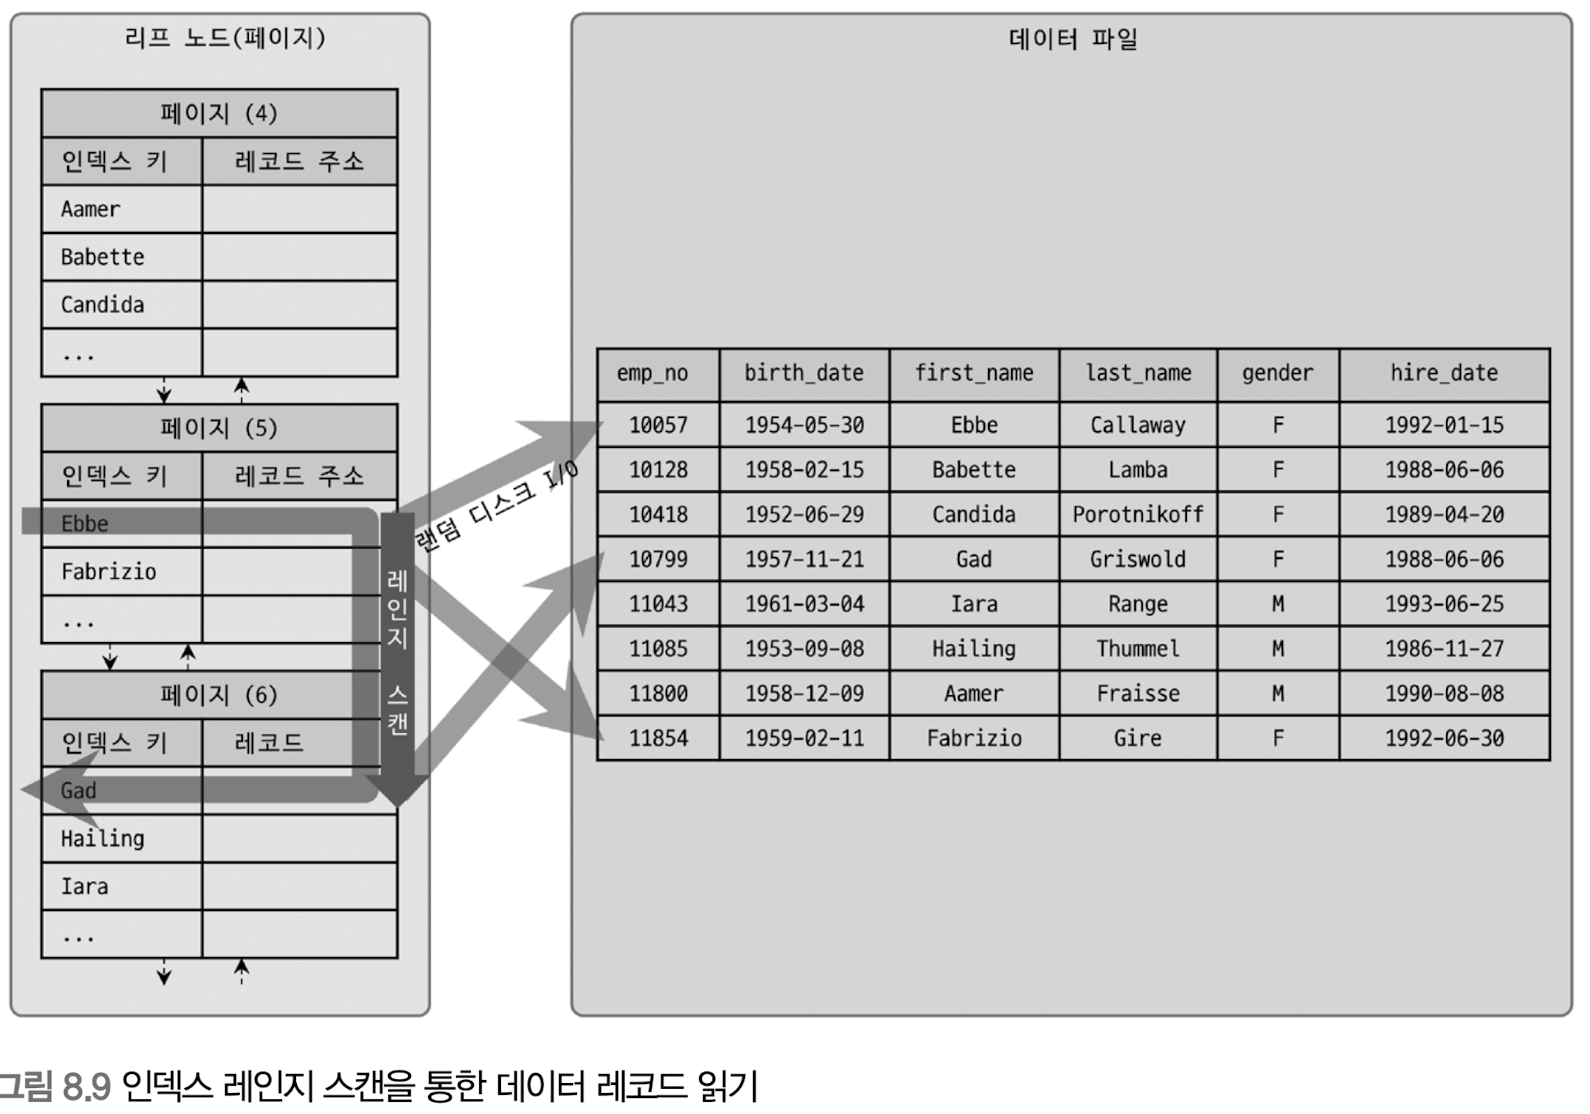 리프 노드(페이지)
페이지 (4)
인덱스 키 레코드 주소
Aamer
Babette
Candida
...
페이지 (5)
인덱스 키 레코드 주소
Ebbe
Fabrizio
...
페이지 (6)
인덱스 키 레코드
Gad
Hailing
Iara
...
레인지 스캔
랜덤 디스크 I/O
데이터 파일
emp_no birth_date first_name last_name gender hire_date
10057 1954-05-30 Ebbe Callaway F 1992-01-15
10128 1958-02-15 Babette Lamba F 1988-06-06
10418 1952-06-29 Candida Porotnikoff F 1989-04-20
10799 1957-11-21 Gad Griswold F 1988-06-06
11043 1961-03-04 Iara Range M 1993-06-25
11085 1953-09-08 Hailing Thummel M 1986-11-27
11800 1958-12-09 Aamer Fraisse M 1990-08-08
11854 1959-02-11 Fabrizio Gire F 1992-06-30
그림 8.9 인덱스 레인지 스캔을 통한 데이터 레코드 읽기